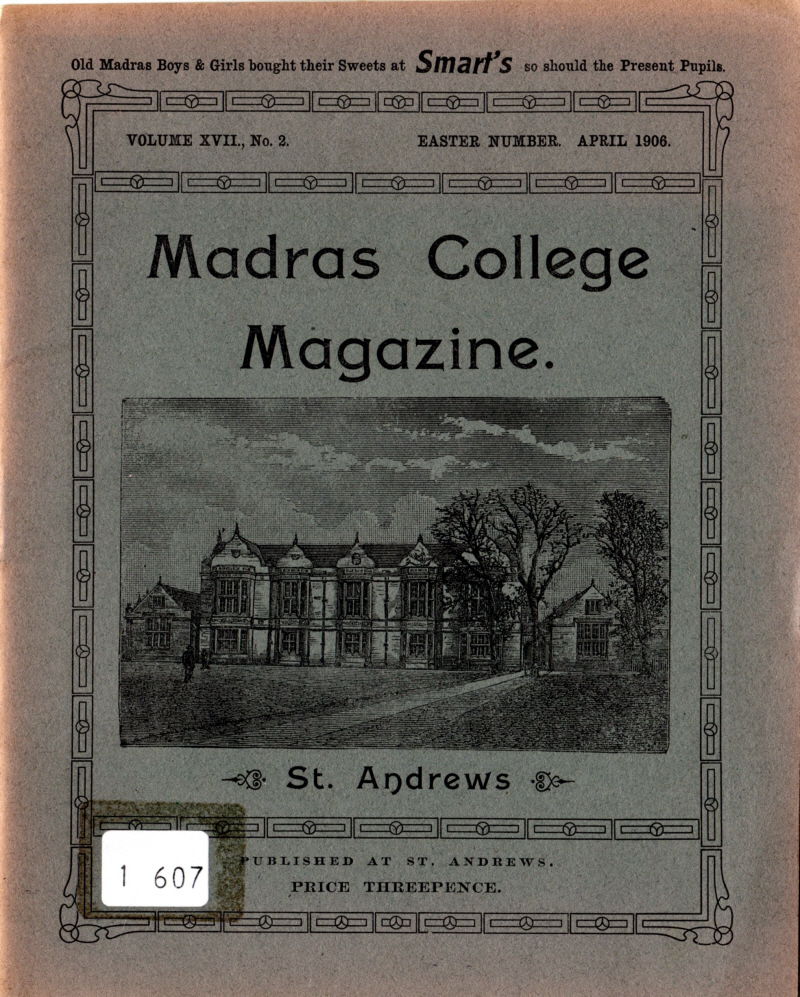 Old Madras Boys & Girls bought their Sweets at Smart's so should the Present Pupils.
VOLUME XVII., No. 2. EASTER NUMBER. APRIL 1906.
Madras College
Magazine.
St. Andrews
PUBLISHED AT ST. ANDREWS.
PRICE THREEPENCE.
1 607